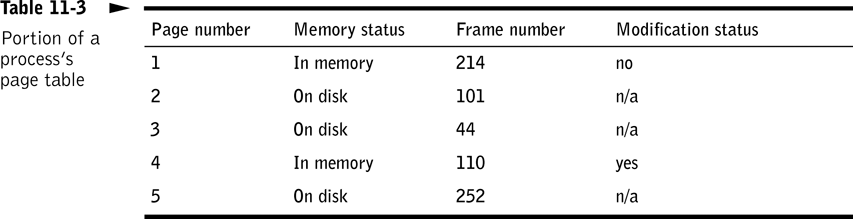 Table 11-3 ►
Portion of a
process's
page table
Page number Memory status Frame number Modification status
1 In memory 214 no
2 On disk 101 n/a
3 On disk 44 n/a
4 In memory 110 yes
5 On disk 252 n/a